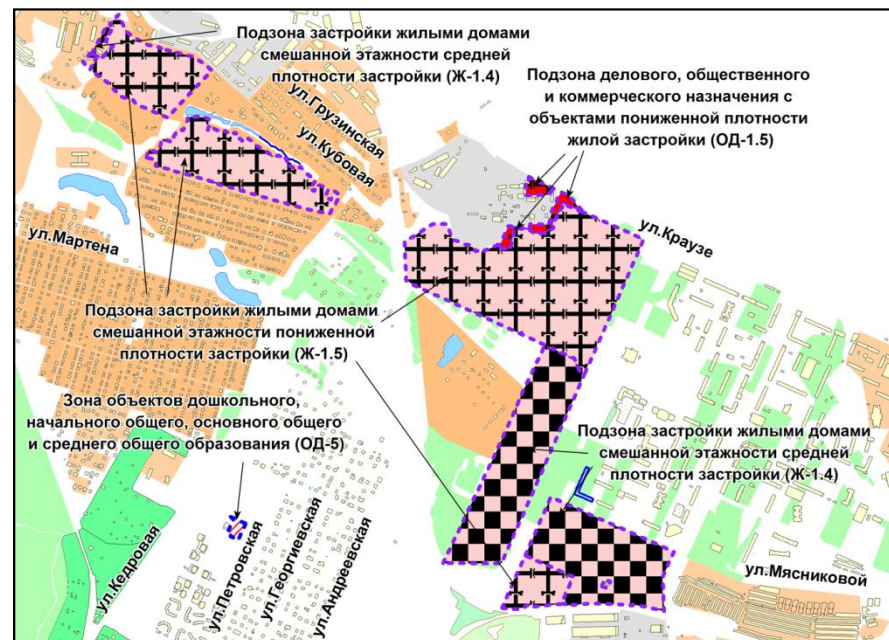 Подзона застройки жилыми домами
смешанной этажности средней
плотности застройки (Ж-1.4)
ул.Грузинская
ул.Кубовая
Подзона делового, общественного
и коммерческого назначения с
объектами пониженной плотности
жилой застройки (ОД-1.5)
ул.Краузе
ул.Мартена
Подзона застройки жилыми домами
смешанной этажности пониженной
плотности застройки (Ж-1.5)
Зона объектов дошкольного,
начального общего, основного общего
и среднего общего образования (ОД-5)
Подзона застройки жилыми домами
смешанной этажности средней
плотности застройки (Ж-1.4)
ул.Кедровая
ул.Петровская
ул.Георгиевская
ул.Андреевская
ул.Мясниковой